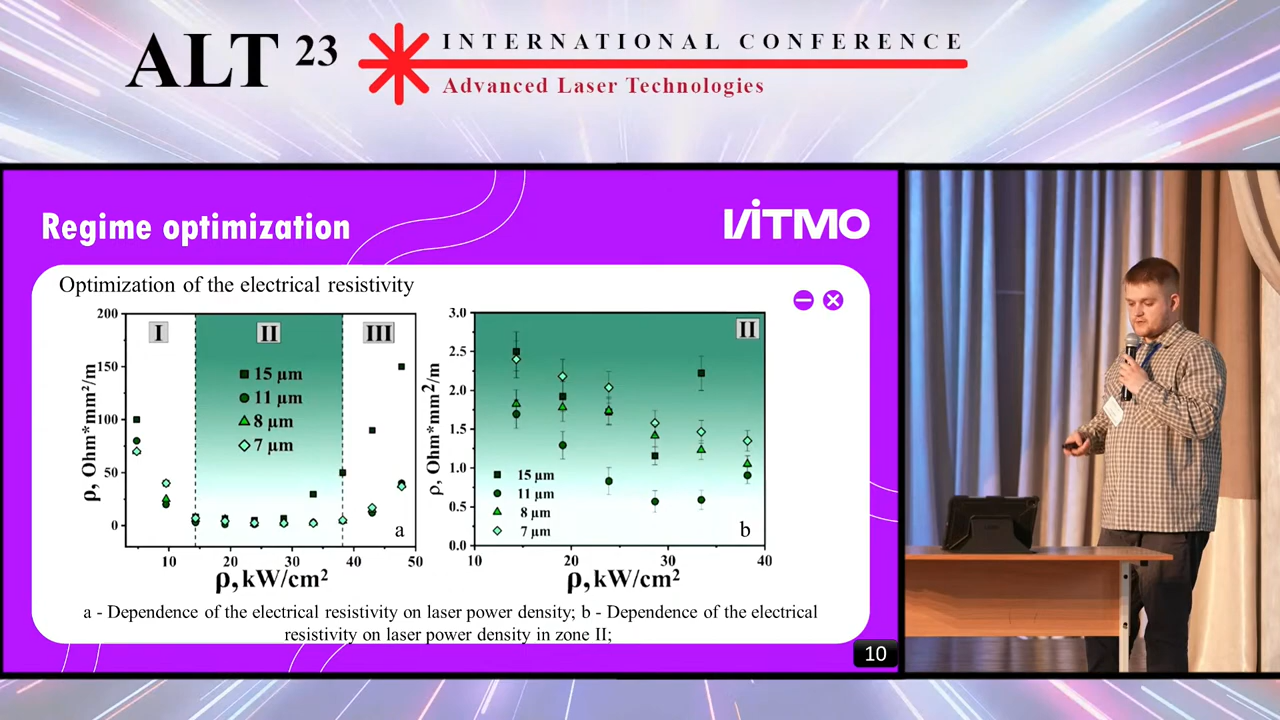 ALT 23
INTERNATIONAL CONFERENCE
Advanced Laser Technologies
Regime optimization
ITMO
Optimization of the electrical resistivity
200
150
100
50
0
ρ, Ohm*mm²/m
I
II
III
15 µm
11 µm
8 µm
7 µm
a
10
20
30
40
50
ρ, kW/cm²
3.0
2.5
2.0
1.5
1.0
0.5
0.0
ρ, Ohm*mm²/m
II
15 µm
11 µm
8 µm
7 µm
b
10
20
30
40
ρ, kW/cm²
a - Dependence of the electrical resistivity on laser power density; b - Dependence of the electrical
resistivity on laser power density in zone II;
10